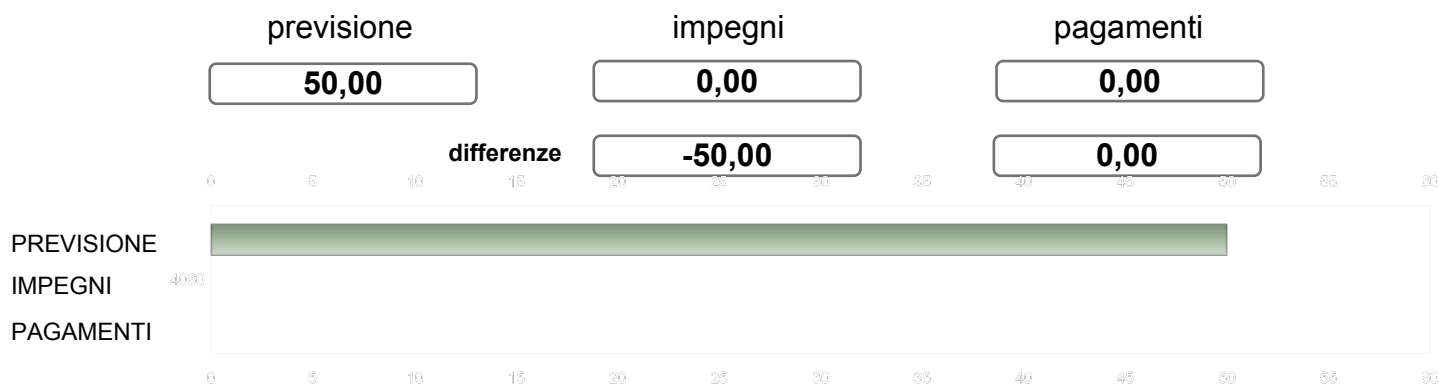 previsione impegni pagamenti
50,00 0,00 0,00
differenze -50,00 0,00
0 5 10 15 20 25 30 35 40 45 50 55 60
PREVISIONE
IMPEGNI 4060
PAGAMENTI
0 5 10 15 20 25 30 35 40 45 50 55 60